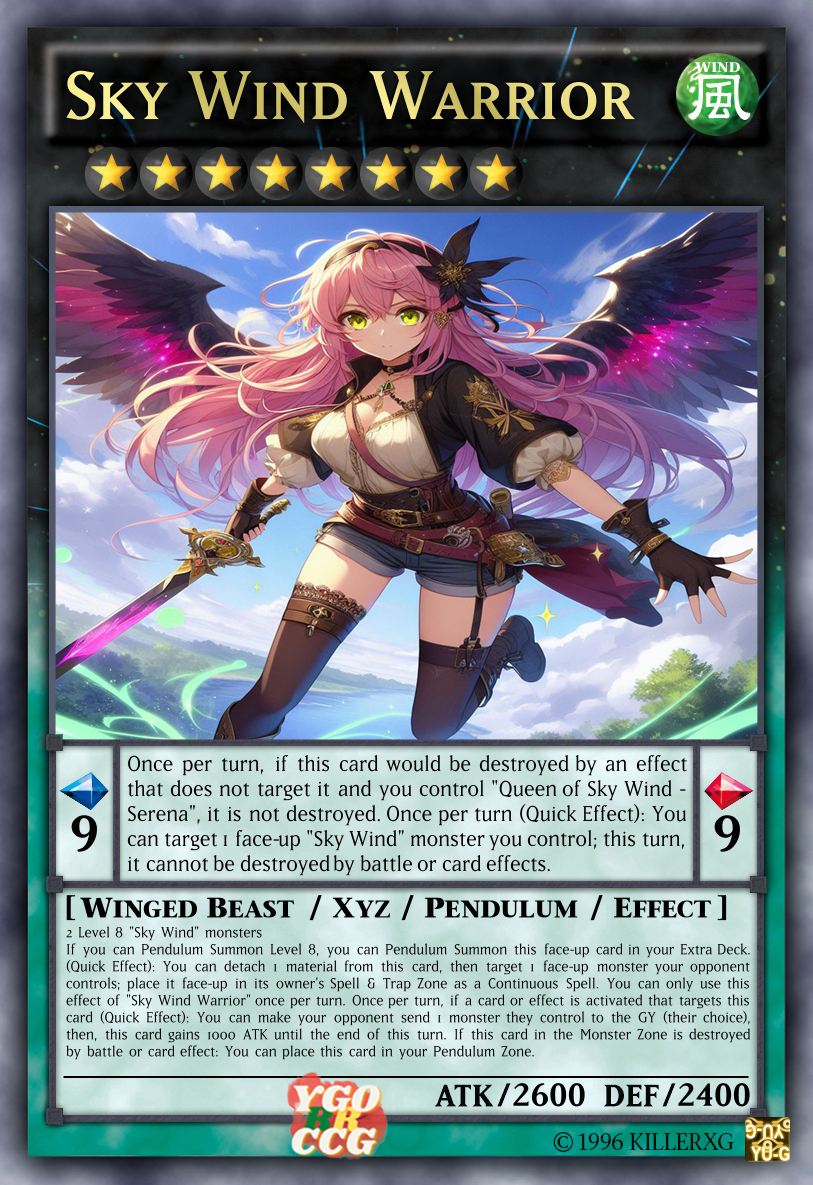 Sky Wind Warrior
WIND
風
Once per turn, if this card would be destroyed by an effect
that does not target it and you control "Queen of Sky Wind -
Serena", it is not destroyed. Once per turn (Quick Effect): You
can target 1 face-up "Sky Wind" monster you control; this turn,
it cannot be destroyed by battle or card effects.
9
9
[ Winged Beast / Xyz / Pendulum / Effect ]
2 Level 8 "Sky Wind" monsters
If you can Pendulum Summon Level 8, you can Pendulum Summon this face-up card in your Extra Deck.
(Quick Effect): You can detach 1 material from this card, then target 1 face-up monster your opponent
controls; place it face-up in its owner's Spell & Trap Zone as a Continuous Spell. You can only use this
effect of "Sky Wind Warrior" once per turn. Once per turn, if a card or effect is activated that targets this
card (Quick Effect): You can make your opponent send 1 monster they control to the GY (their choice),
then, this card gains 1000 ATK until the end of this turn. If this card in the Monster Zone is destroyed
by battle or card effect: You can place this card in your Pendulum Zone.
ATK/2600 DEF/2400
YGO
BR
CCG
© 1996 KILLERXG